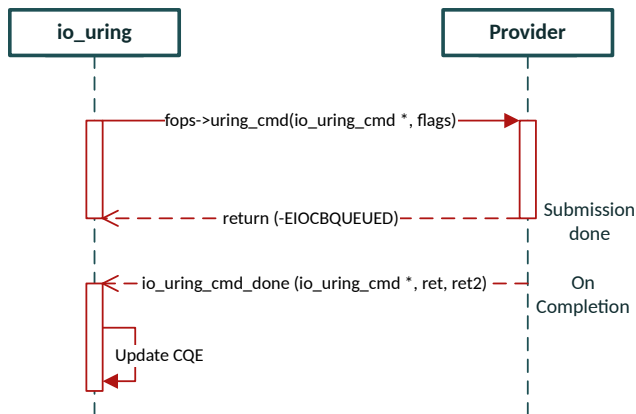 io_uring
Provider
fops->uring_cmd(io_uring_cmd *, flags)
return (-EIOCBQUEUED)
Submission
done
io_uring_cmd_done (io_uring_cmd *, ret, ret2)
On
Completion
Update CQE